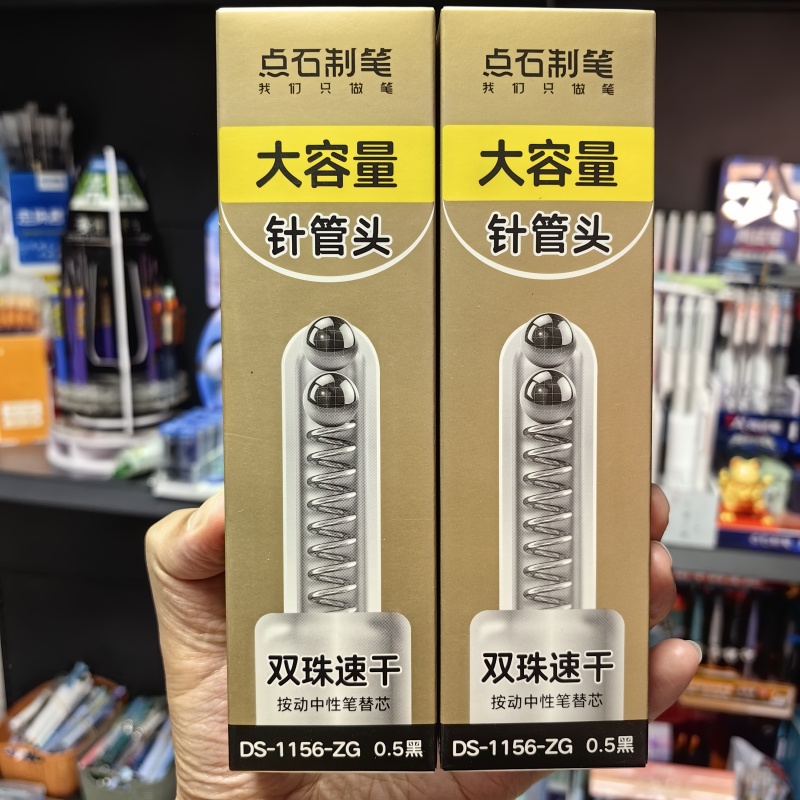 点石制笔
我们只做笔
大容量
针管头
双珠速干
按动中性笔替芯
DS-1156-ZG 0.5黑
点石制笔
我们只做笔
大容量
针管头
双珠速干
按动中性笔替芯
DS-1156-ZG 0.5黑